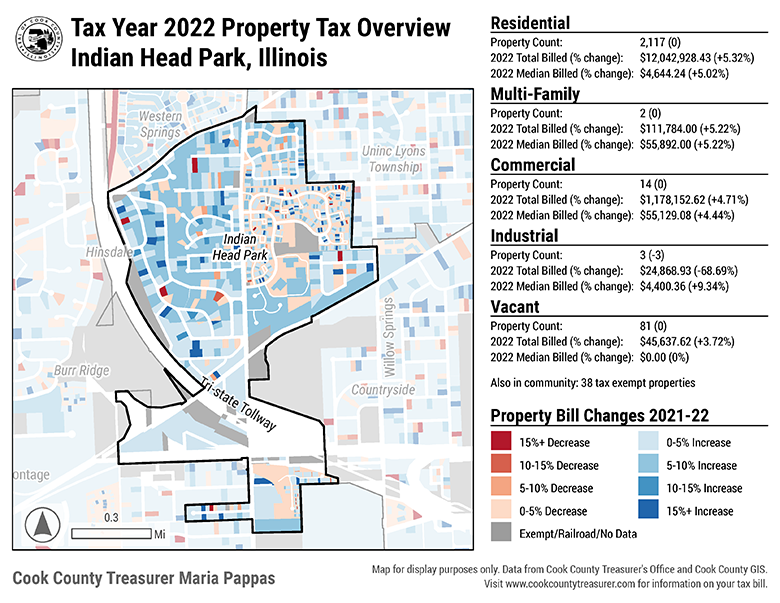 Tax Year 2022 Property Tax Overview
Indian Head Park, Illinois
Western
Springs
Uninc Lyons
Township
Indian
Head Park
Hinsdale
Willow Springs
Burr Ridge
Countryside
Tri-state Tollway
ontage
0.3
Mi
Cook County Treasurer Maria Pappas
Residential
Property Count: 2,117 (0)
2022 Total Billed (% change): $12,042,928.43 (+5.32%)
2022 Median Billed (% change): $4,644.24 (+5.02%)
Multi-Family
Property Count: 2 (0)
2022 Total Billed (% change): $111,784.00 (+5.22%)
2022 Median Billed (% change): $55,892.00 (+5.22%)
Commercial
Property Count: 14 (0)
2022 Total Billed (% change): $1,178,152.62 (+4.71%)
2022 Median Billed (% change): $55,129.08 (+4.44%)
Industrial
Property Count: 3 (-3)
2022 Total Billed (% change): $24,868.93 (-68.69%)
2022 Median Billed (% change): $4,400.36 (+9.34%)
Vacant
Property Count: 81 (0)
2022 Total Billed (% change): $45,637.62 (+3.72%)
2022 Median Billed (% change): $0.00 (0%)
Also in community: 38 tax exempt properties
Property Bill Changes 2021-22
15%+ Decrease 0-5% Increase
10-15% Decrease 5-10% Increase
5-10% Decrease 10-15% Increase
0-5% Decrease 15%+ Increase
Exempt/Railroad/No Data
Map for display purposes only. Data from Cook County Treasurer's Office and Cook County GIS.
Visit www.cookcountytreasurer.com for information on your tax bill.